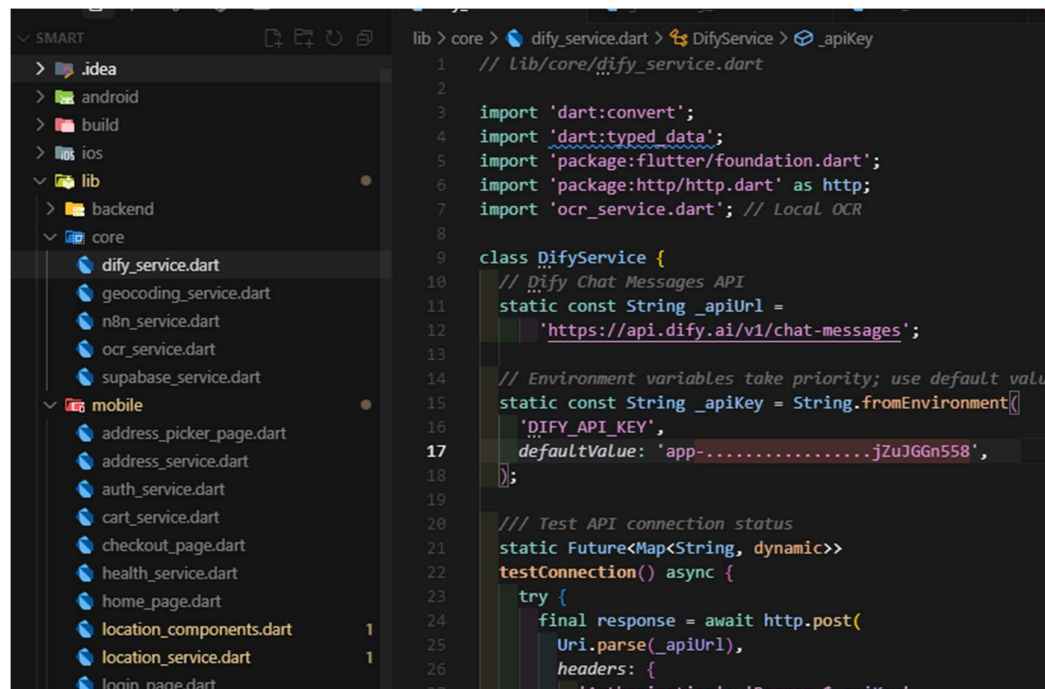 SMART
.idea
android
build
ios
lib
backend
core
dify_service.dart
geocoding_service.dart
n8n_service.dart
ocr_service.dart
supabase_service.dart
mobile
address_picker_page.dart
address_service.dart
auth_service.dart
cart_service.dart
checkout_page.dart
health_service.dart
home_page.dart
location_components.dart 1
location_service.dart 1
login_page.dart
lib > core > dify_service.dart > DifyService > _apiKey
1 // lib/core/dify_service.dart
2
3 import 'dart:convert';
4 import 'dart:typed_data';
5 import 'package:flutter/foundation.dart';
6 import 'package:http/http.dart' as http;
7 import 'ocr_service.dart'; // Local OCR
8
9 class DifyService {
10 // Dify Chat Messages API
11 static const String _apiUrl =
12 'https://api.dify.ai/v1/chat-messages';
13
14 // Environment variables take priority; use default valu
15 static const String _apiKey = String.fromEnvironment(
16 'DIFY_API_KEY',
17 defaultValue: 'app-.................jZuJGGn558',
18 );
19
20 /// Test API connection status
21 static Future<Map<String, dynamic>>
22 testConnection() async {
23 try {
24 final response = await http.post(
25 Uri.parse(_apiUrl),
26 headers: {